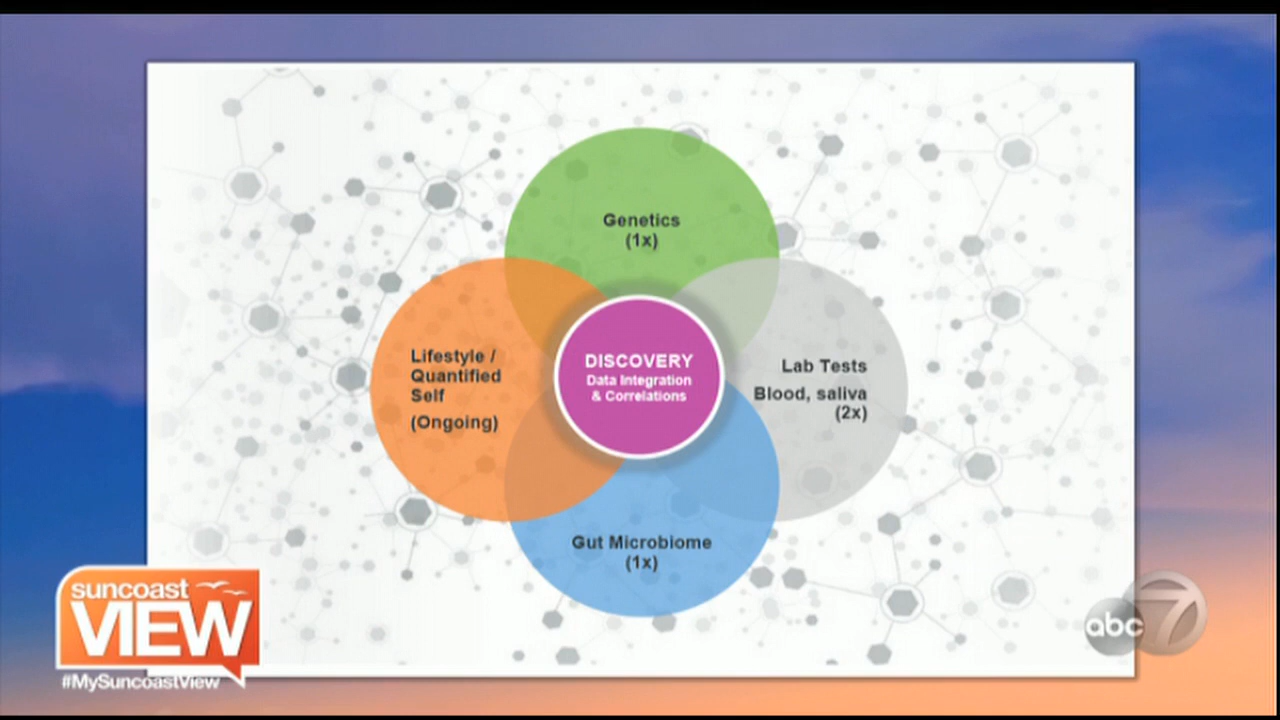 Genetics
(1x)
Lifestyle /
Quantified
Self
(Ongoing)
DISCOVERY
Data Integration
& Correlations
Lab Tests
Blood, saliva
(2x)
Gut Microbiome
(1x)
suncoast
VIEW
#MySuncoastView
abc 7